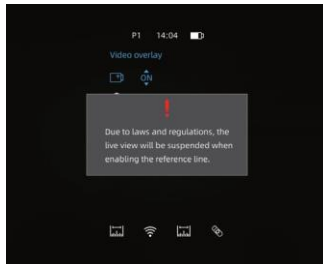 P1 14:04
Video overlay
ON
Due to laws and regulations, the
live view will be suspended when
enabling the reference line.